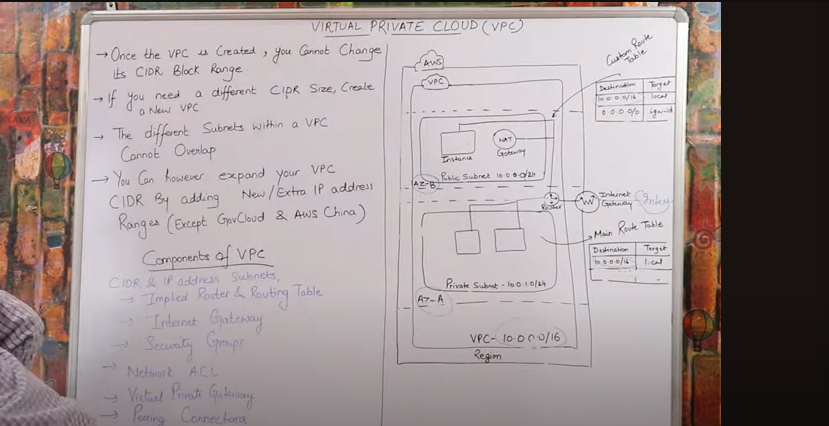 VIRTUAL PRIVATE CLOUD (VPC)
→ Once the VPC is Created, you Cannot Change
its CIDR Block Range
→ If you need a different CIDR Size, Create
a New VPC
→ The different Subnets within a VPC
Cannot Overlap
→ You Can however expand your VPC
CIDR By adding New/Extra IP address
Ranges (Except GovCloud & AWS China)
Components of VPC
CIDR & IP address Subnets,
→ Implied Router & Routing Table
→ Internet Gateway
→ Security Groups
→ Network ACL
→ Virtual Private Gateway
→ Peering Connections
AWS
VPC
Custom Route
Table
Destination Target
10.0.0.0/16 local
0.0.0.0/0 igw-id
Instance
NAT
Gateway
Public Subnet 10.0.0.0/24
AZ-B
Router
Internet
Gateway
Main Route Table
Destination Target
10.0.0.0/16 local
Private Subnet - 10.0.1.0/24
AZ-A
VPC- 10.0.0.0/16
Region